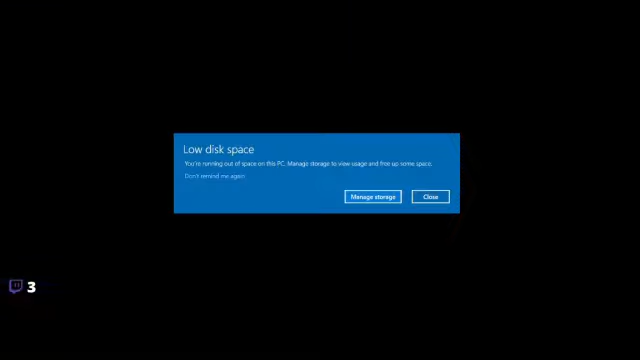 Low disk space
You're running out of space on this PC. Manage storage to view usage and free up some space.
Don't remind me again
Manage storage
Close
3